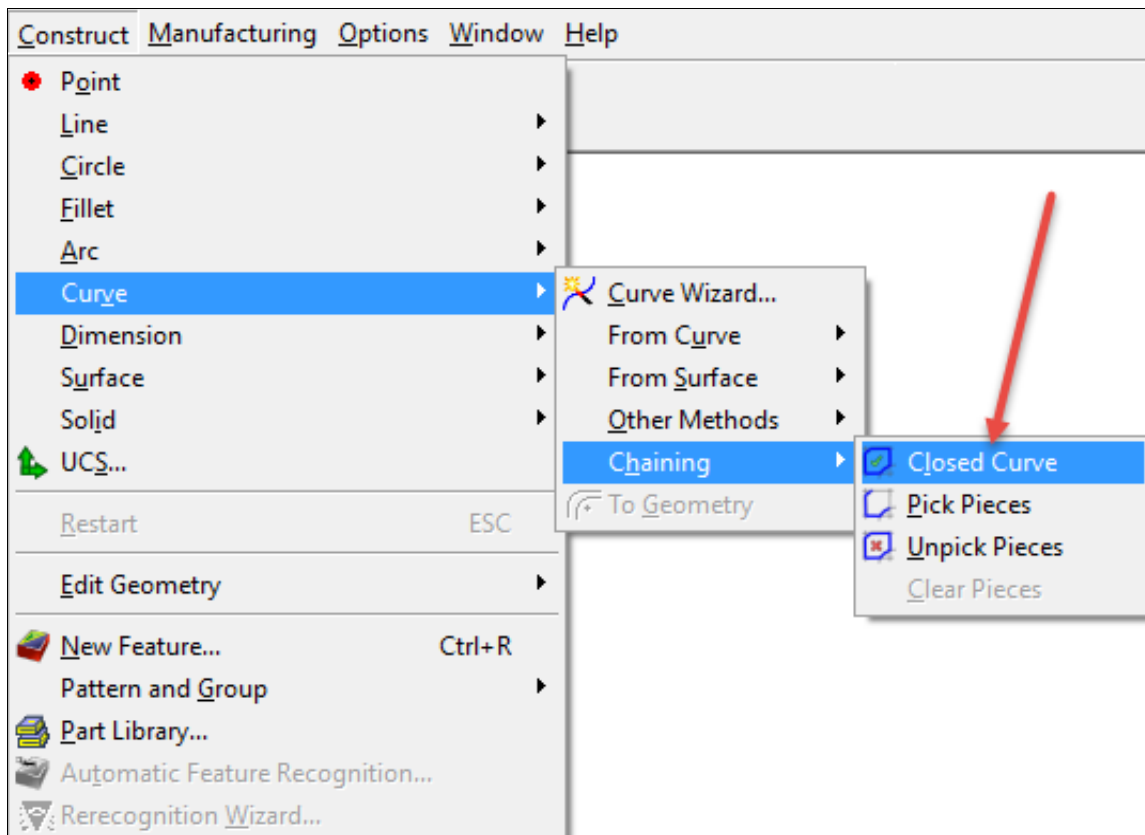 Construct Manufacturing Options Window Help
Point
Line
Circle
Fillet
Arc
Curve
Dimension
Surface
Solid
UCS...
Restart ESC
Edit Geometry
New Feature... Ctrl+R
Pattern and Group
Part Library...
Automatic Feature Recognition...
Rerecognition Wizard...
Curve Wizard...
From Curve
From Surface
Other Methods
Chaining
To Geometry
Closed Curve
Pick Pieces
Unpick Pieces
Clear Pieces